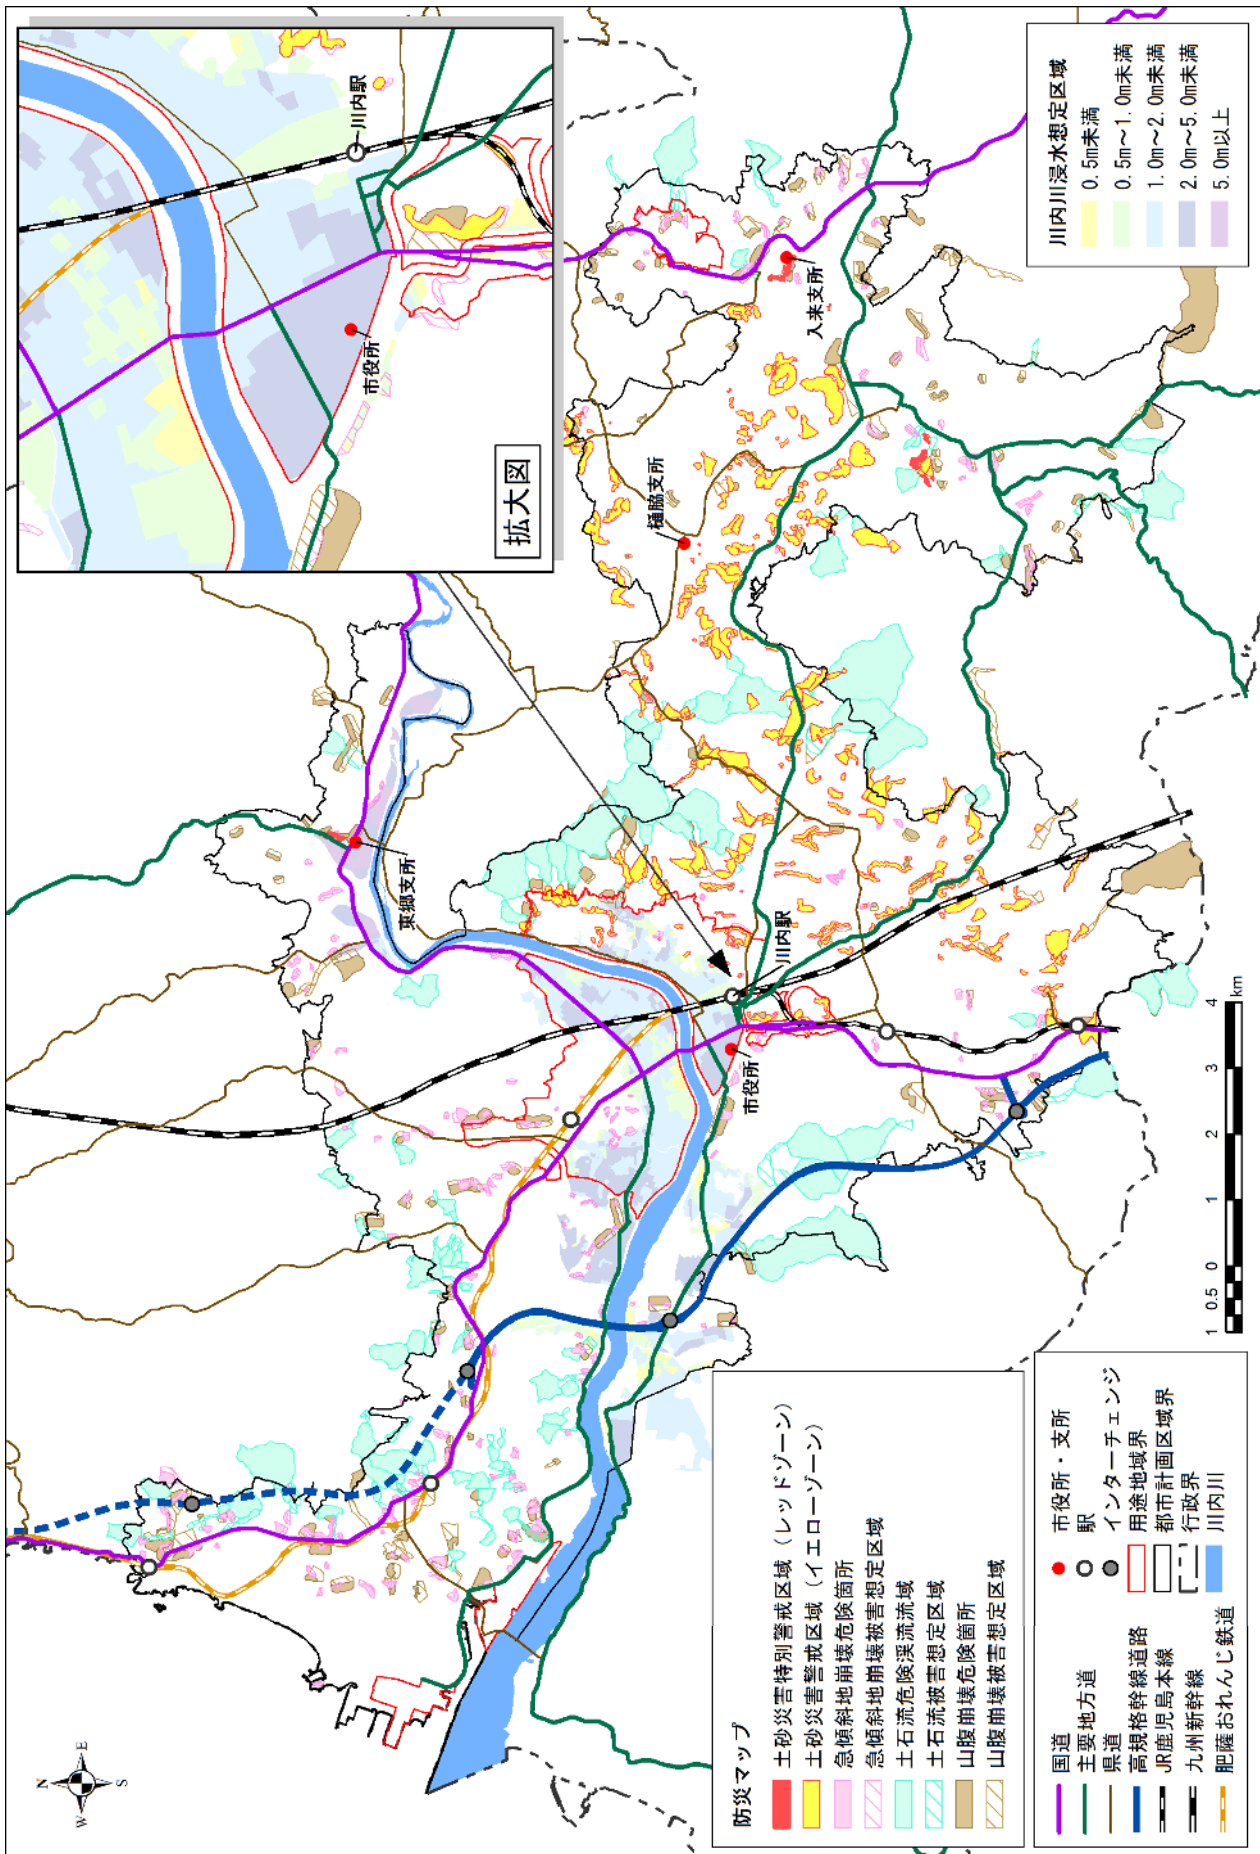 拡大図
川内駅
市役所
川内川浸水想定区域
0.5m未満
0.5m～1.0m未満
1.0m～2.0m未満
2.0m～5.0m未満
5.0m以上
東郷支所
樋脇支所
入来支所
川内駅
市役所
N
W
E
S
防災マップ
土砂災害特別警戒区域（レッドゾーン）
土砂災害警戒区域（イエローゾーン）
急傾斜地崩壊危険箇所
急傾斜地崩壊被害想定区域
土石流危険渓流流域
土石流被害想定区域
山腹崩壊危険箇所
山腹崩壊被害想定区域
国道
主要地方道
県道
高規格幹線道路
JR鹿児島本線
九州新幹線
肥薩おれんじ鉄道
市役所・支所
駅
インターチェンジ
用途地域界
都市計画区域界
行政界
川内川
1 0.5 0 1 2 3 4
km